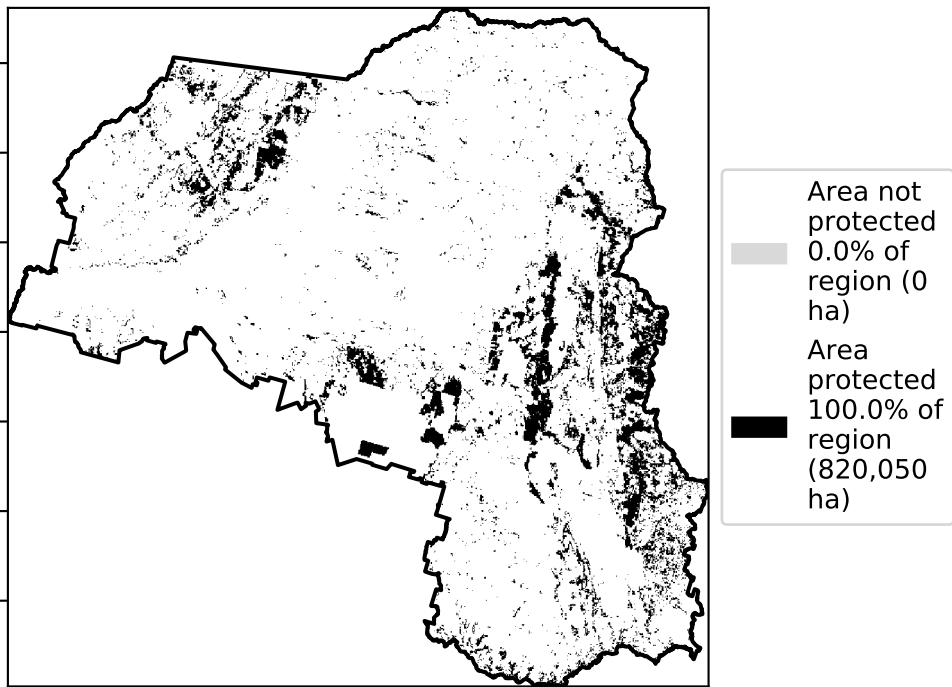 Area not
protected
0.0% of
region (0
ha)
Area
protected
100.0% of
region
(820,050
ha)